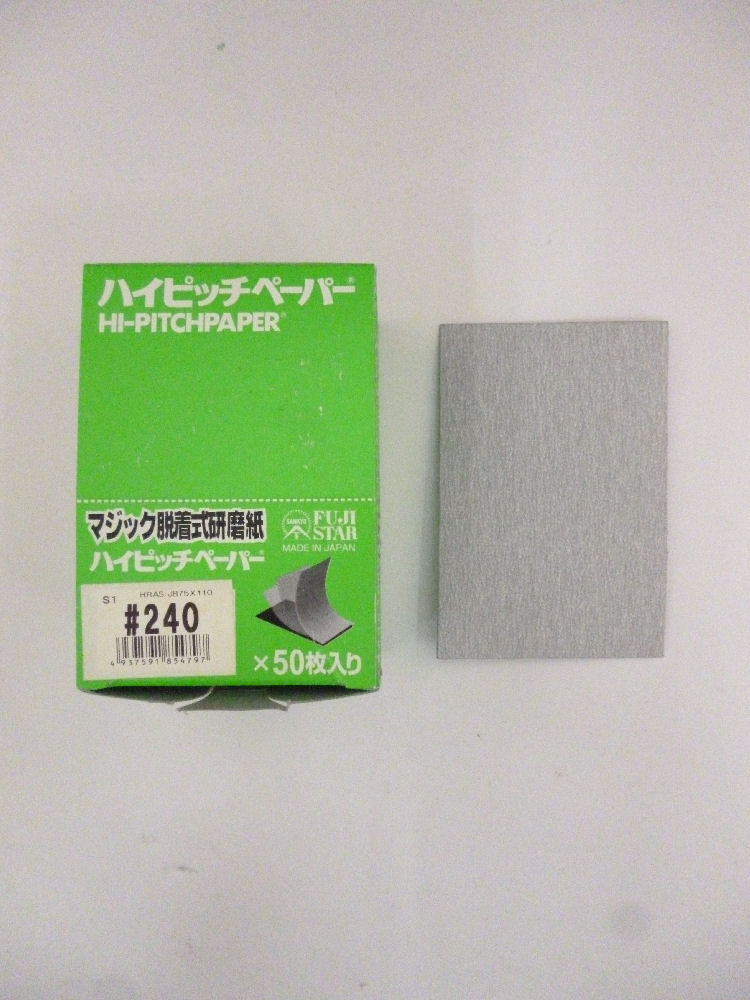 ハイピッチペーパー®
HI-PITCHPAPER®
マジック脱着式研磨紙
ハイピッチペーパー®
SANKYO
FUJI
STAR
MADE IN JAPAN
S1 HRAS JB75X110
#240
4937591854797
×50枚入り